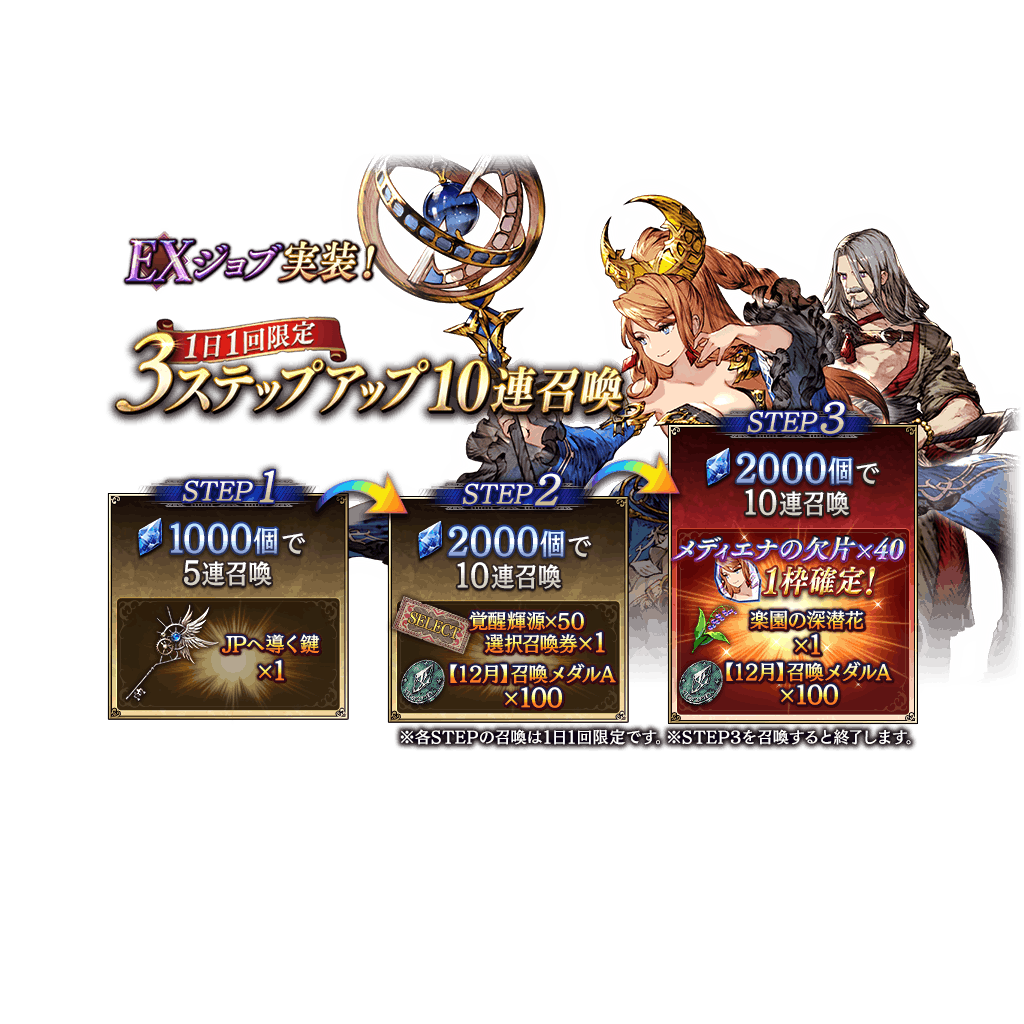 EXジョブ実装!
1日1回限定
3ステップアップ10連召喚
STEP 1
1000個で
5連召喚
JPへ導く鍵
×1
STEP 2
2000個で
10連召喚
SELECT
覚醒輝源×50
選択召喚券×1
【12月】召喚メダルA
×100
STEP 3
2000個で
10連召喚
メディエナの欠片×40
1枠確定!
楽園の深潜花
×1
【12月】召喚メダルA
×100
※各STEPの召喚は1日1回限定です。※STEP3を召喚すると終了します。